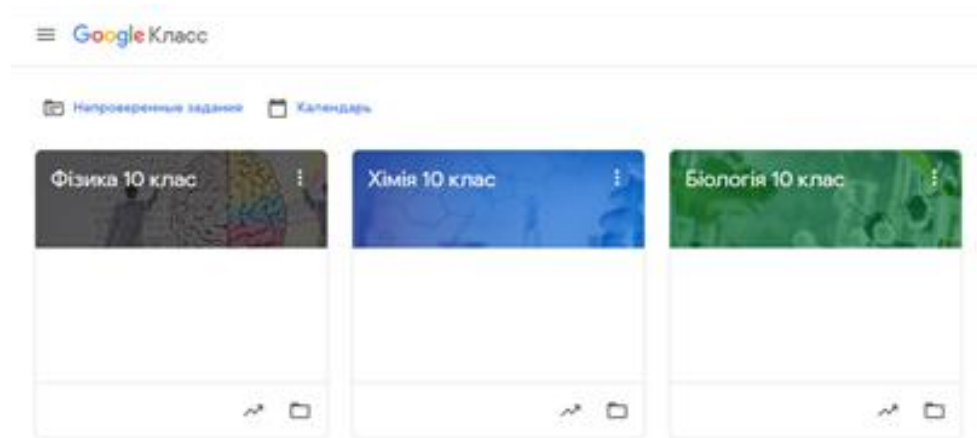 Google Класс
Непроверенные задания Календарь
Фізика 10 клас
Хімія 10 клас
Біологія 10 клас